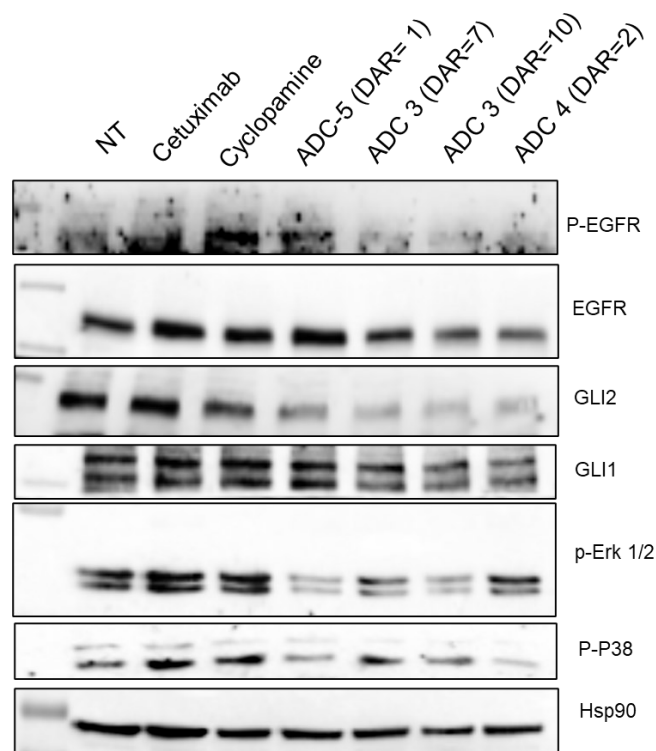 NT
Cetuximab
Cyclopamine
ADC-5 (DAR= 1)
ADC 3 (DAR=7)
ADC 3 (DAR=10)
ADC 4 (DAR=2)
P-EGFR
EGFR
GLI2
GLI1
p-Erk 1/2
P-P38
Hsp90